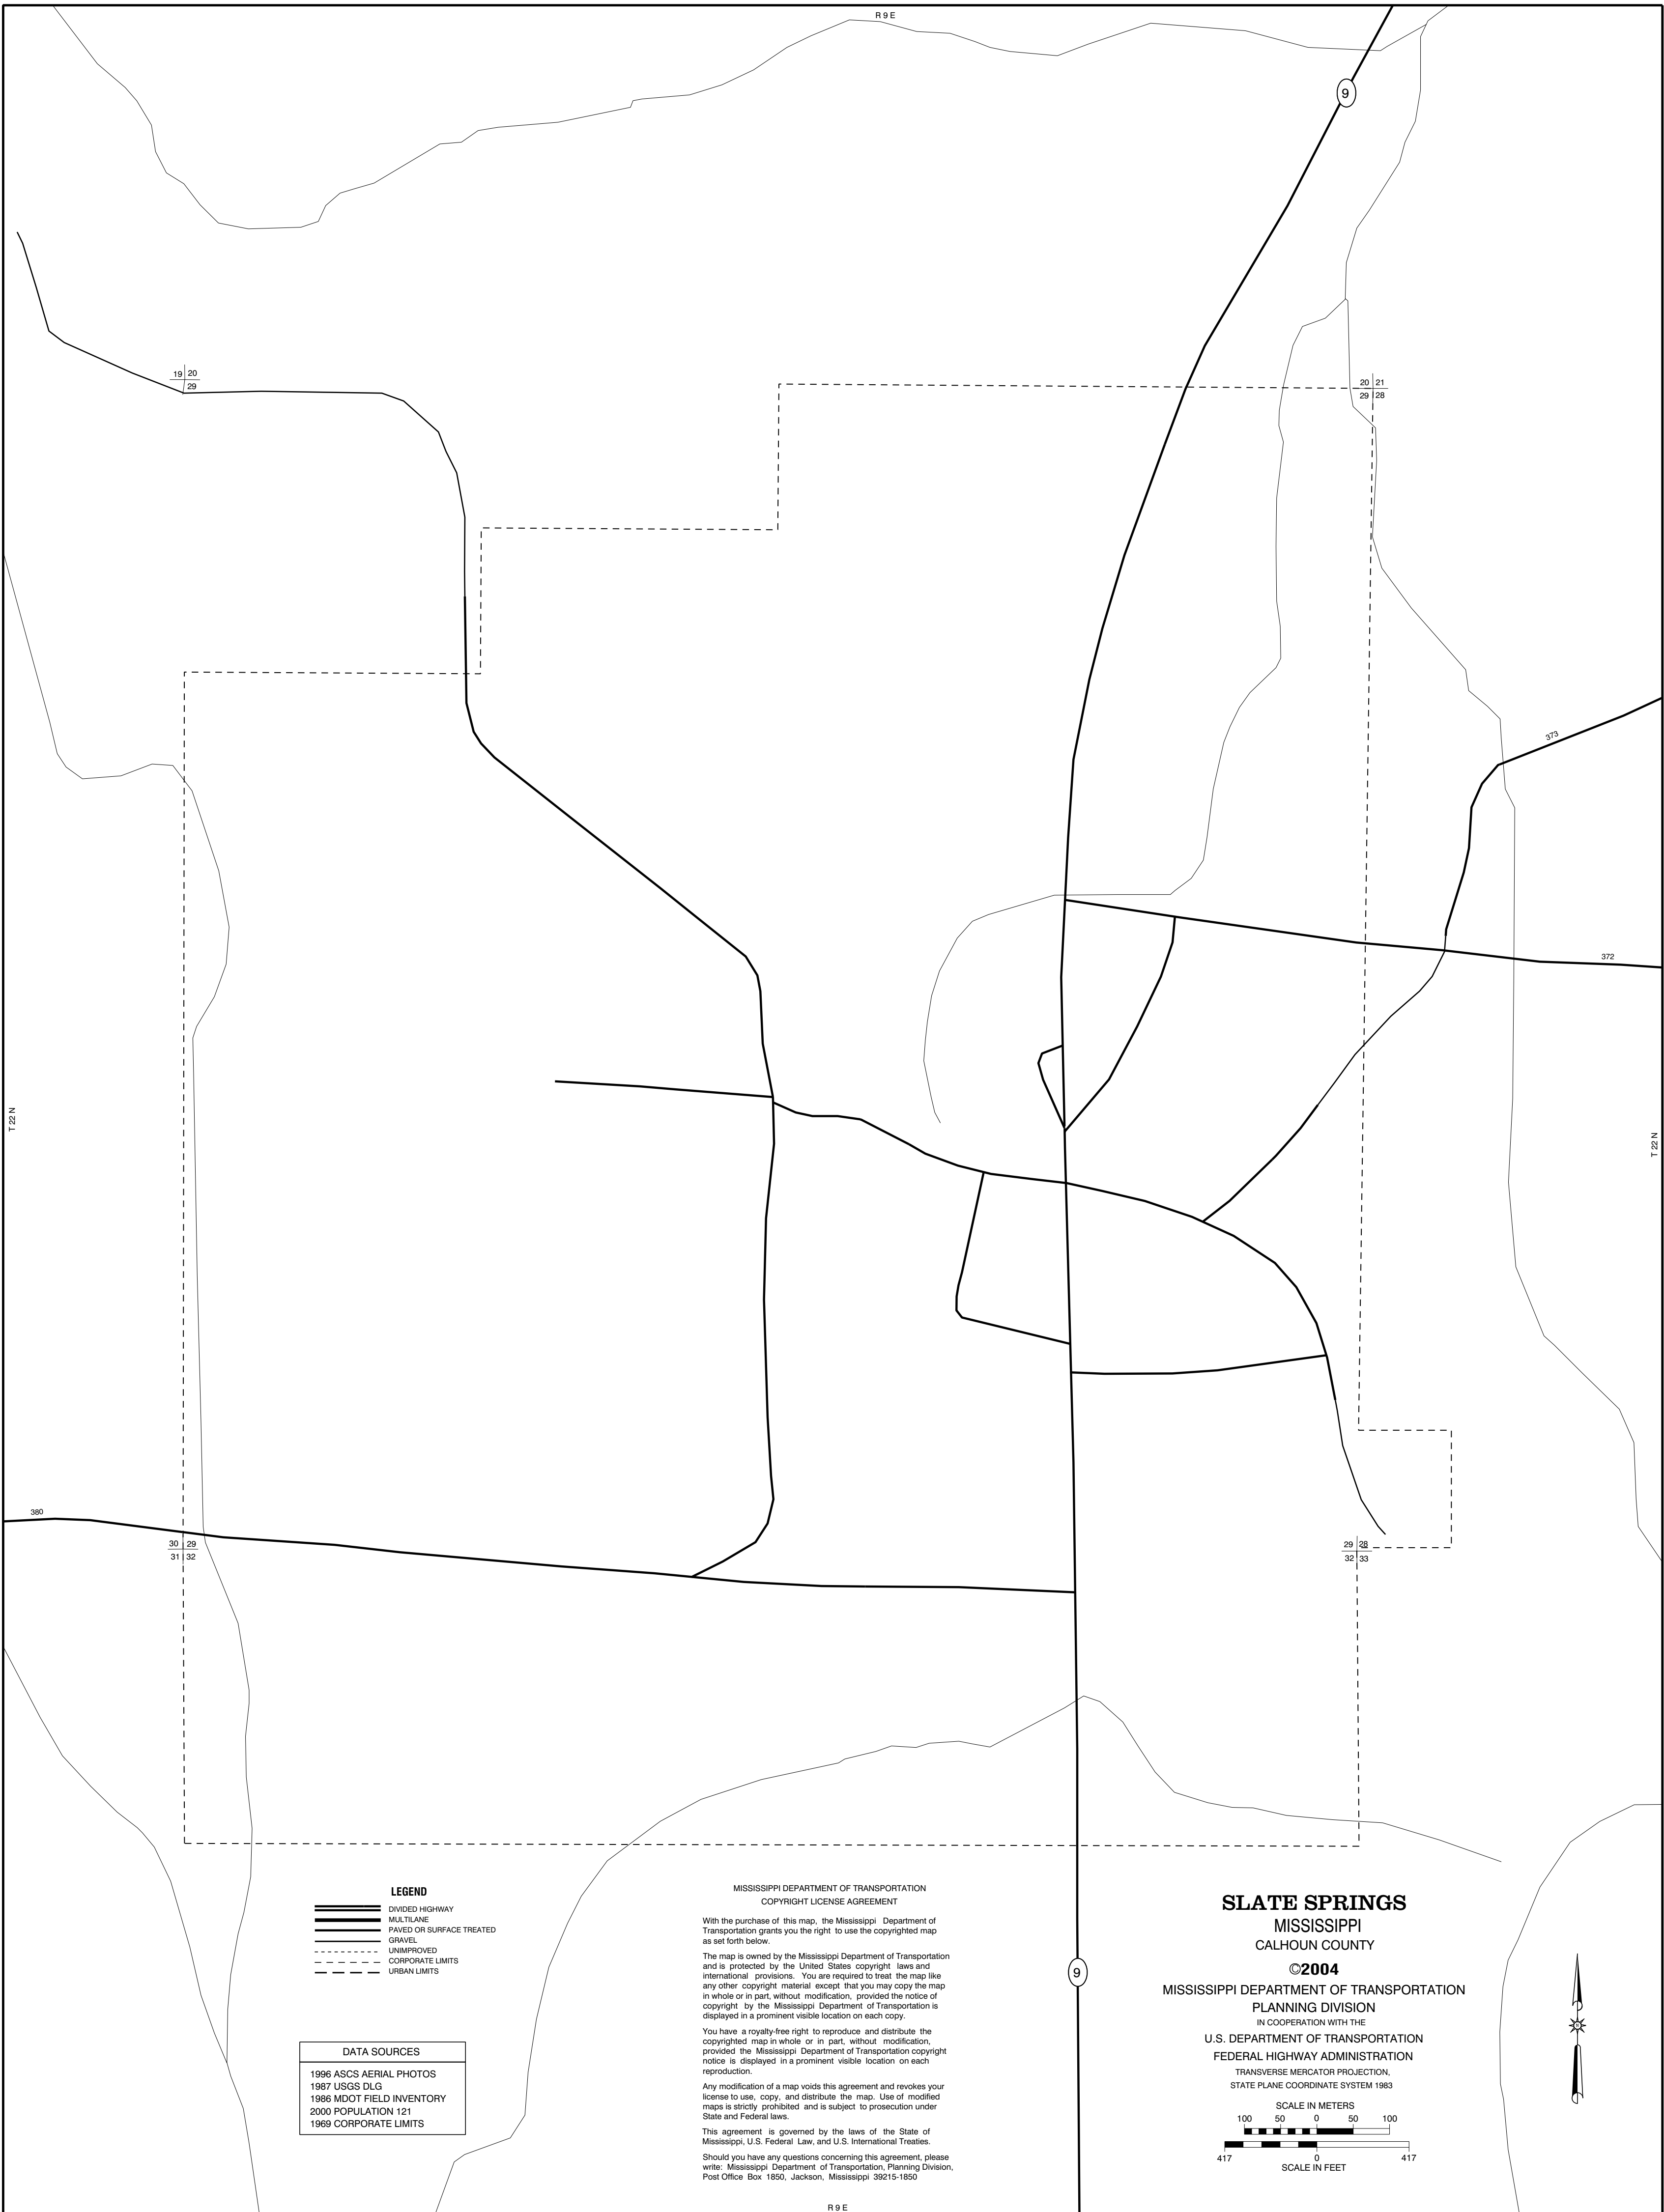 R 9 E
9
19 20
29
20 21
29 28
373
372
T 22 N
T 22 N
380
30 29
31 32
29 28
32 33
LEGEND
DIVIDED HIGHWAY
MULTILANE
PAVED OR SURFACE TREATED
GRAVEL
UNIMPROVED
CORPORATE LIMITS
URBAN LIMITS
DATA SOURCES
1996 ASCS AERIAL PHOTOS
1987 USGS DLG
1986 MDOT FIELD INVENTORY
2000 POPULATION 121
1969 CORPORATE LIMITS
MISSISSIPPI DEPARTMENT OF TRANSPORTATION
COPYRIGHT LICENSE AGREEMENT
With the purchase of this map, the Mississippi Department of
Transportation grants you the right to use the copyrighted map
as set forth below.
The map is owned by the Mississippi Department of Transportation
and is protected by the United States copyright laws and
international provisions. You are required to treat the map like
any other copyright material except that you may copy the map
in whole or in part, without modification, provided the notice of
copyright by the Mississippi Department of Transportation is
displayed in a prominent visible location on each copy.
You have a royalty-free right to reproduce and distribute the
copyrighted map in whole or in part, without modification,
provided the Mississippi Department of Transportation copyright
notice is displayed in a prominent visible location on each
reproduction.
Any modification of a map voids this agreement and revokes your
license to use, copy, and distribute the map. Use of modified
maps is strictly prohibited and is subject to prosecution under
State and Federal laws.
This agreement is governed by the laws of the State of
Mississippi, U.S. Federal Law, and U.S. International Treaties.
Should you have any questions concerning this agreement, please
write: Mississippi Department of Transportation, Planning Division,
Post Office Box 1850, Jackson, Mississippi 39215-1850
R 9 E
9
SLATE SPRINGS
MISSISSIPPI
CALHOUN COUNTY
©2004
MISSISSIPPI DEPARTMENT OF TRANSPORTATION
PLANNING DIVISION
IN COOPERATION WITH THE
U.S. DEPARTMENT OF TRANSPORTATION
FEDERAL HIGHWAY ADMINISTRATION
TRANSVERSE MERCATOR PROJECTION,
STATE PLANE COORDINATE SYSTEM 1983
SCALE IN METERS
100 50 0 50 100
417 0 417
SCALE IN FEET